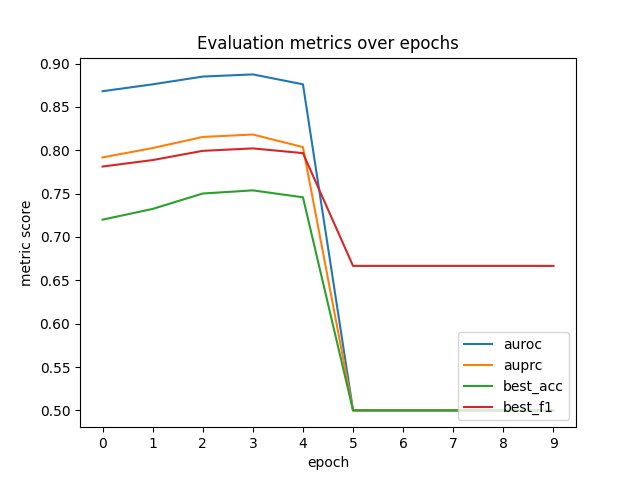 Evaluation metrics over epochs
metric score
0.90
0.85
0.80
0.75
0.70
0.65
0.60
0.55
0.50
auroc
auprc
best_acc
best_f1
0 1 2 3 4 5 6 7 8 9
epoch